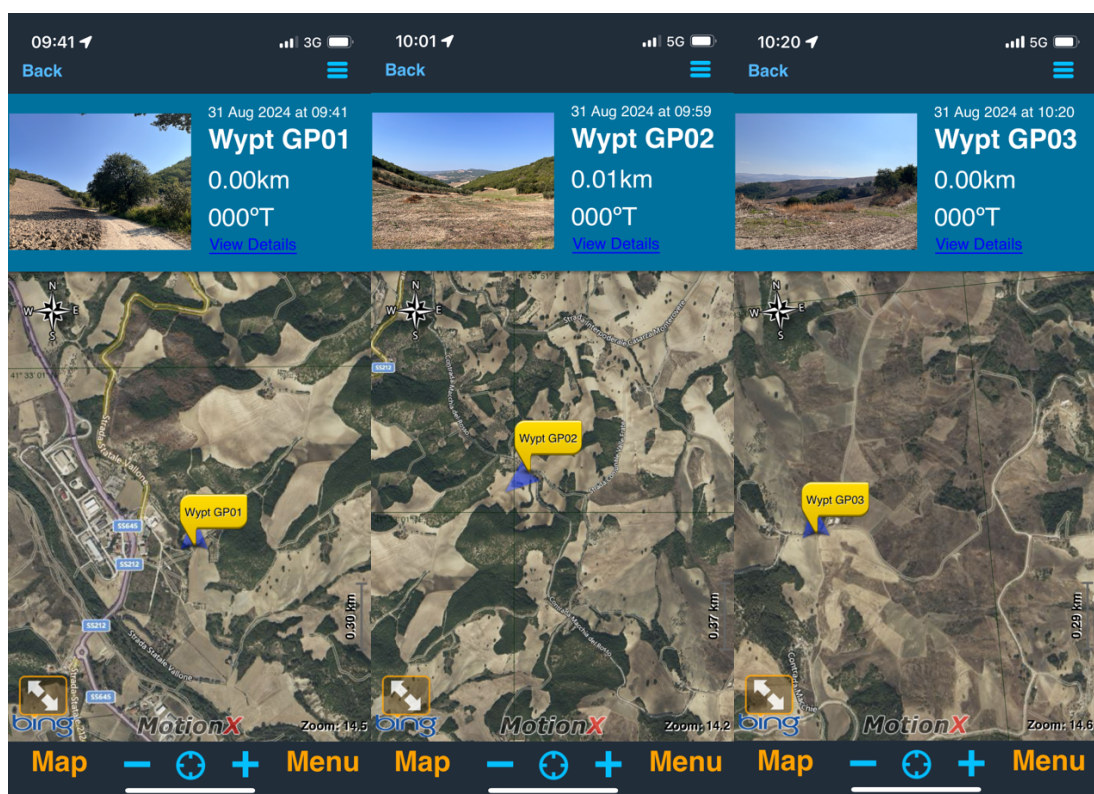 09:41
3G
Back
31 Aug 2024 at 09:41
Wypt GP01
0.00km
000°T
View Details
N
W
E
S
41° 33' 01"
Strada Statale Vallone
Wypt GP01
SS645
SS212
SS212
0.30 km
Strada Statale Vallone
SS645
bing
MotionX
Zoom: 14.5
Map
Menu
10:01
5G
Back
31 Aug 2024 at 09:59
Wypt GP02
0.01km
000°T
View Details
N
W
E
S
SS212
Wypt GP02
0.37 km
bing
MotionX
Zoom: 14.2
Map
Menu
10:20
5G
Back
31 Aug 2024 at 10:20
Wypt GP03
0.00km
000°T
View Details
N
W
E
S
Wypt GP03
0.29 km
Contrada Macchie
bing
MotionX
Zoom: 14.6
Map
Menu